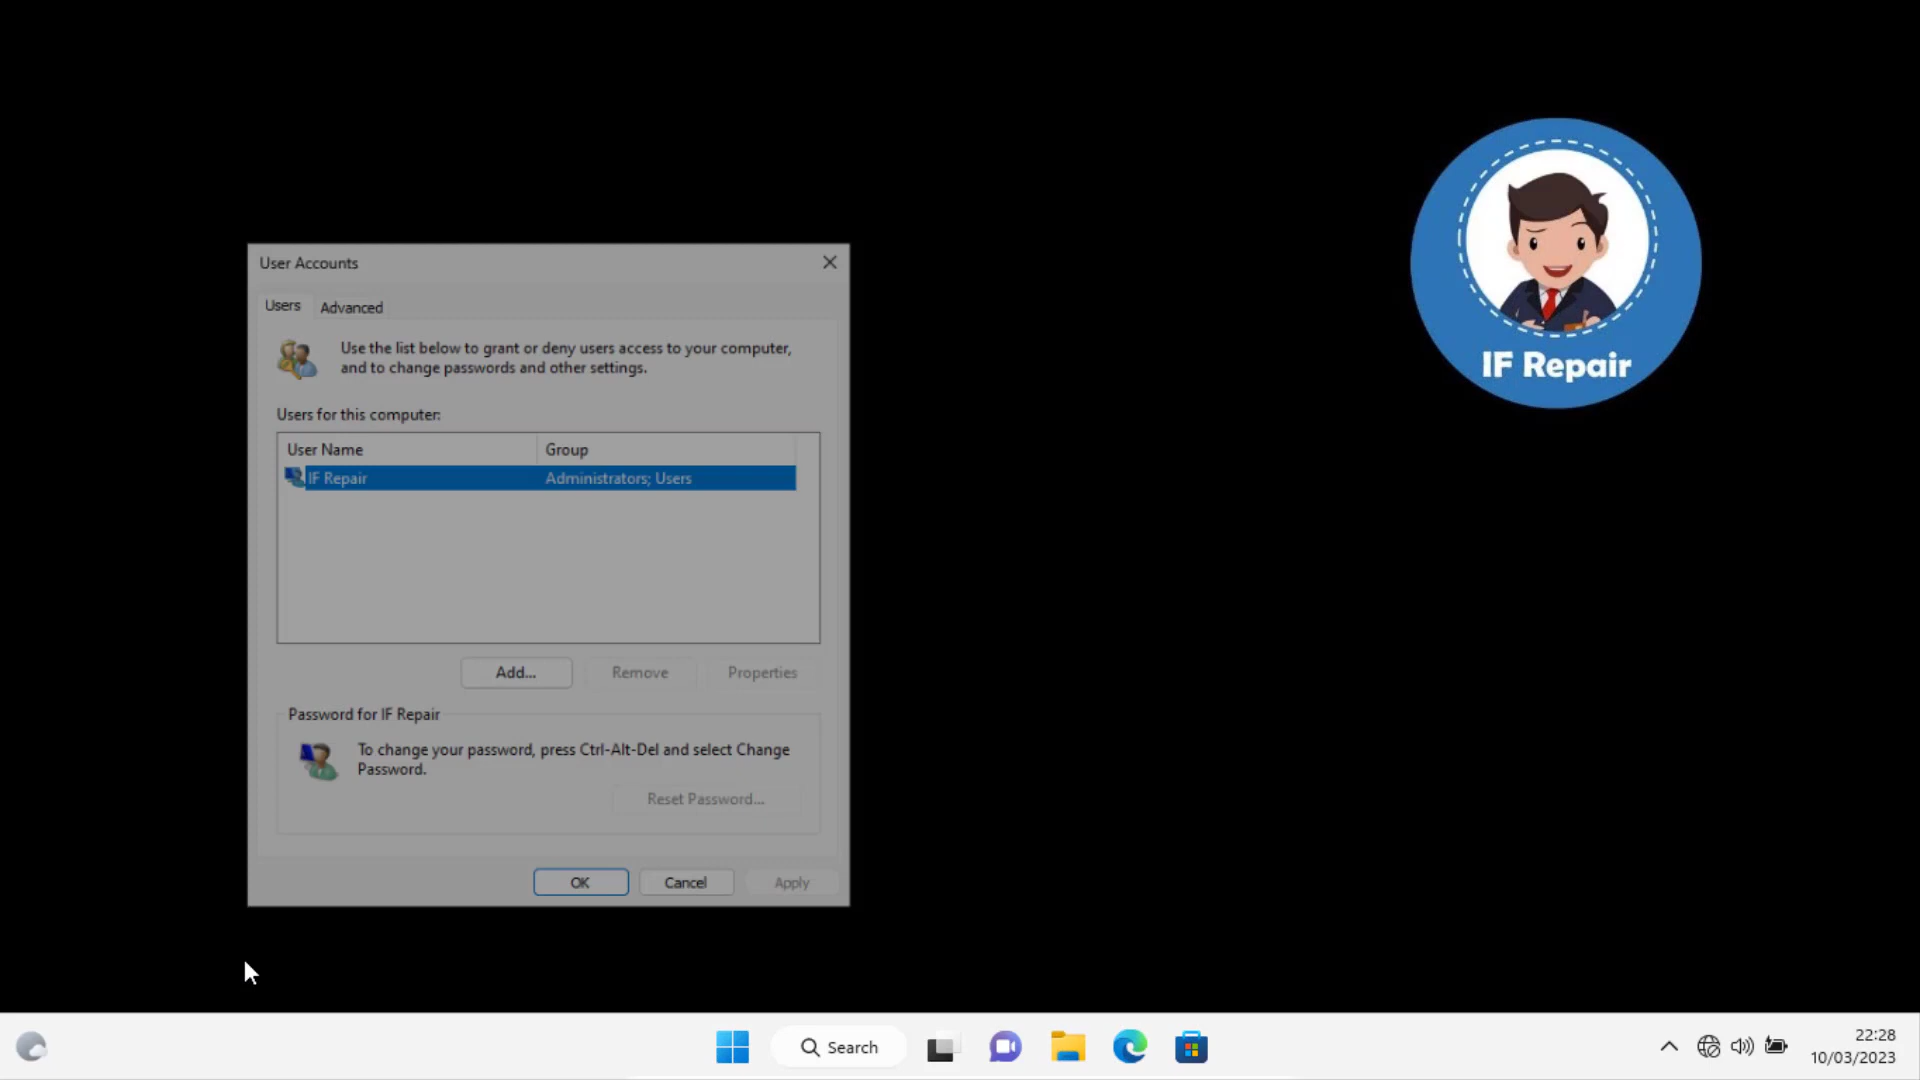 IF Repair
User Accounts
Users
Advanced
Use the list below to grant or deny users access to your computer,
and to change passwords and other settings.
Users for this computer:
User Name
Group
IF Repair
Administrators; Users
Add...
Remove
Properties
Password for IF Repair
To change your password, press Ctrl-Alt-Del and select Change
Password.
Reset Password...
OK
Cancel
Apply
Search
22:28
10/03/2023